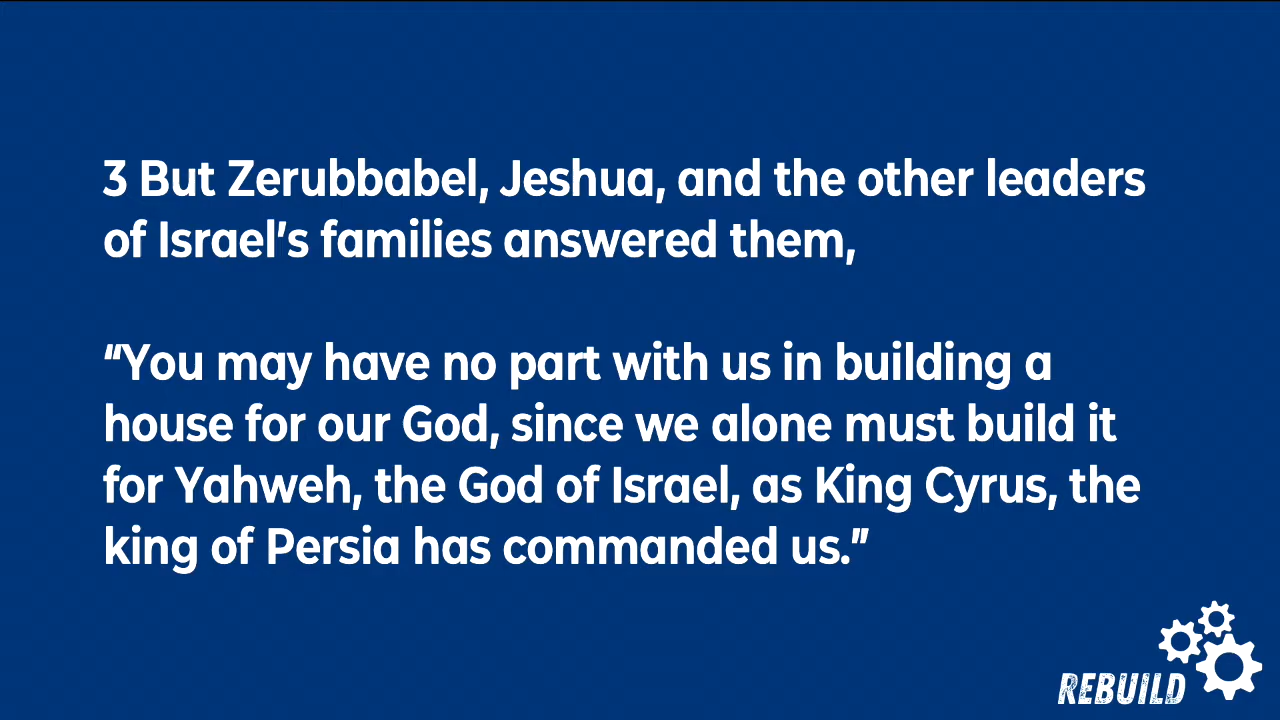 3 But Zerubbabel, Jeshua, and the other leaders
of Israel’s families answered them,
“You may have no part with us in building a
house for our God, since we alone must build it
for Yahweh, the God of Israel, as King Cyrus, the
king of Persia has commanded us.”
REBUILD